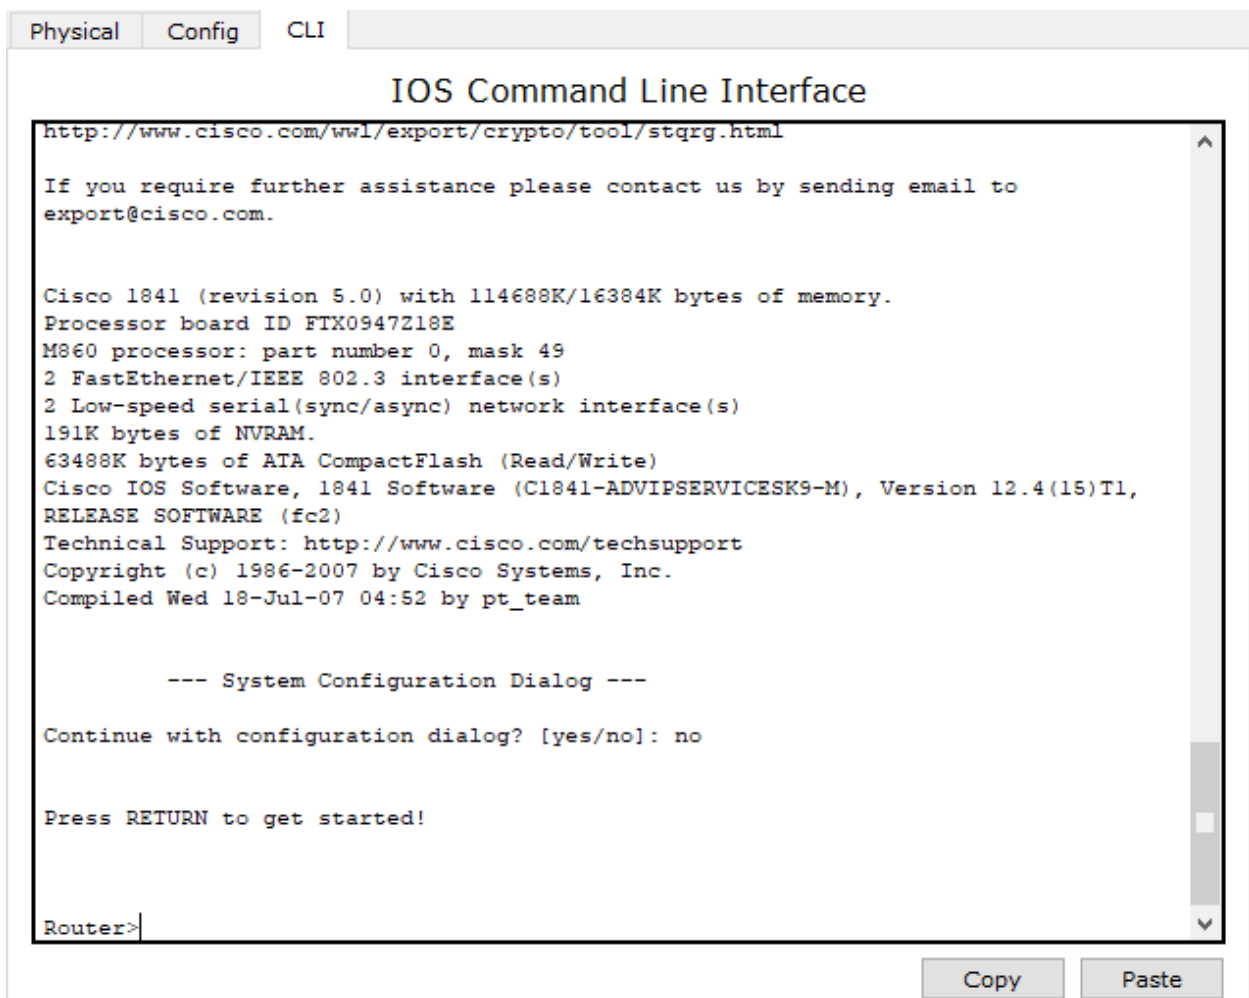 Physical Config CLI
IOS Command Line Interface
http://www.cisco.com/wwl/export/crypto/tool/stqrg.html
If you require further assistance please contact us by sending email to
export@cisco.com.
Cisco 1841 (revision 5.0) with 114688K/16384K bytes of memory.
Processor board ID FTX0947Z18E
M860 processor: part number 0, mask 49
2 FastEthernet/IEEE 802.3 interface(s)
2 Low-speed serial(sync/async) network interface(s)
191K bytes of NVRAM.
63488K bytes of ATA CompactFlash (Read/Write)
Cisco IOS Software, 1841 Software (C1841-ADVIPSERVICESK9-M), Version 12.4(15)T1,
RELEASE SOFTWARE (fc2)
Technical Support: http://www.cisco.com/techsupport
Copyright (c) 1986-2007 by Cisco Systems, Inc.
Compiled Wed 18-Jul-07 04:52 by pt_team
--- System Configuration Dialog ---
Continue with configuration dialog? [yes/no]: no
Press RETURN to get started!
Router>
Copy Paste